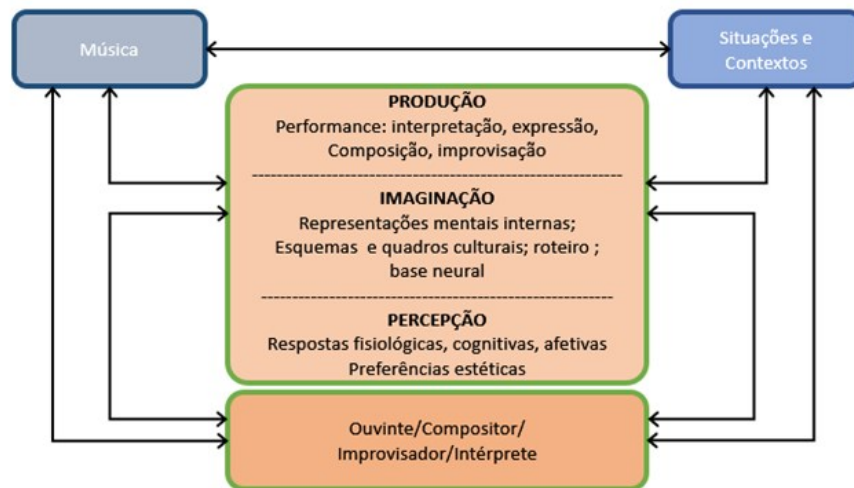 Música
Situações e
Contextos
PRODUÇÃO
Performance: interpretação, expressão,
Composição, improvisação
IMAGINAÇÃO
Representações mentais internas;
Esquemas e quadros culturais; roteiro ;
base neural
PERCEPÇÃO
Respostas fisiológicas, cognitivas, afetivas
Preferências estéticas
Ouvinte/Compositor/
Improvisador/Intérprete